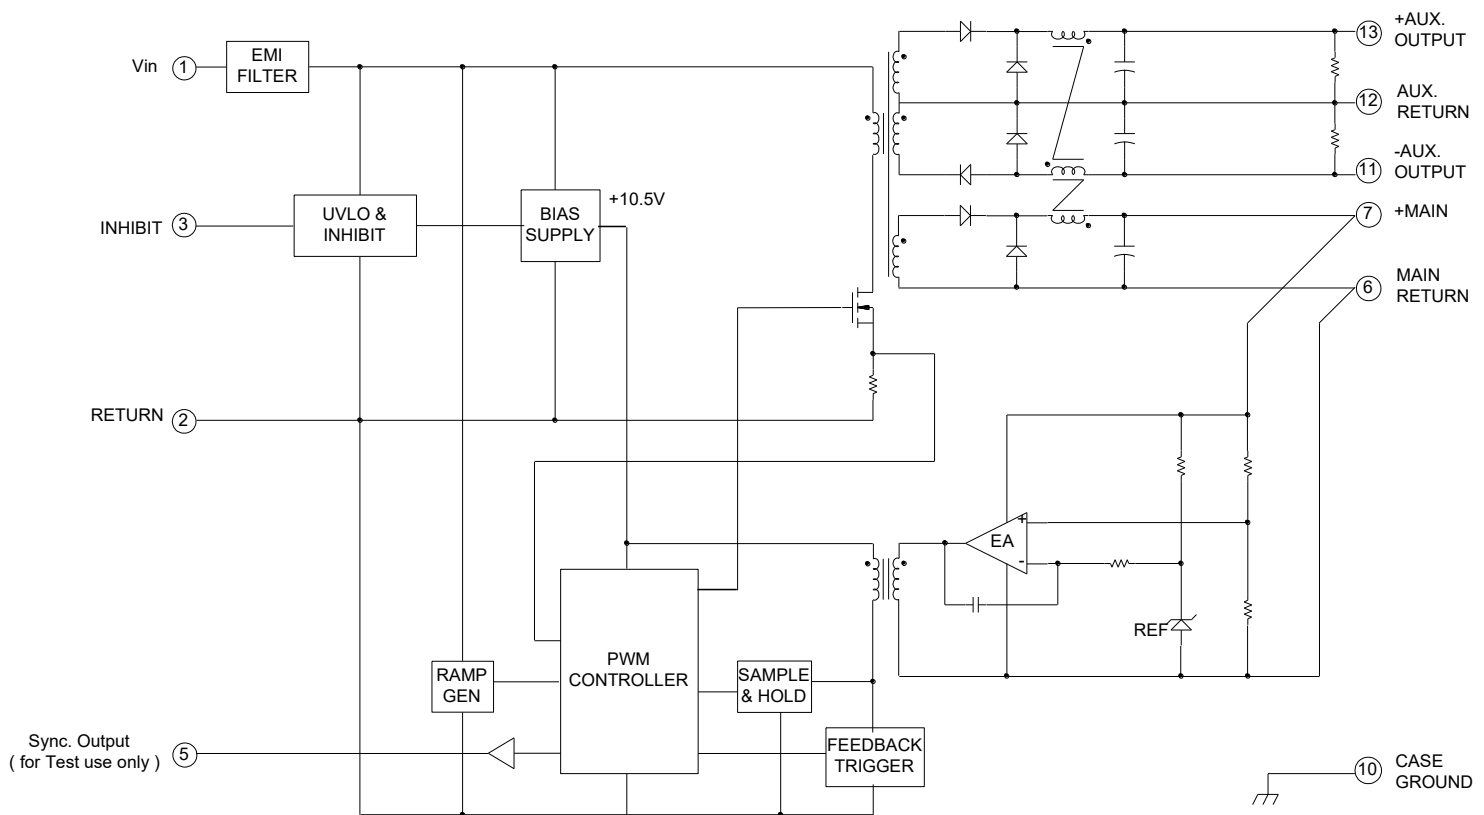 +AUX.
OUTPUT
13
Vin
1
EMI
FILTER
AUX.
RETURN
12
-AUX.
OUTPUT
11
+10.5V
+MAIN
7
INHIBIT
3
UVLO &
INHIBIT
BIAS
SUPPLY
MAIN
RETURN
6
RETURN
2
+
EA
-
REF
PWM
CONTROLLER
RAMP
GEN
SAMPLE
& HOLD
Sync. Output
( for Test use only )
5
FEEDBACK
TRIGGER
CASE
GROUND
10